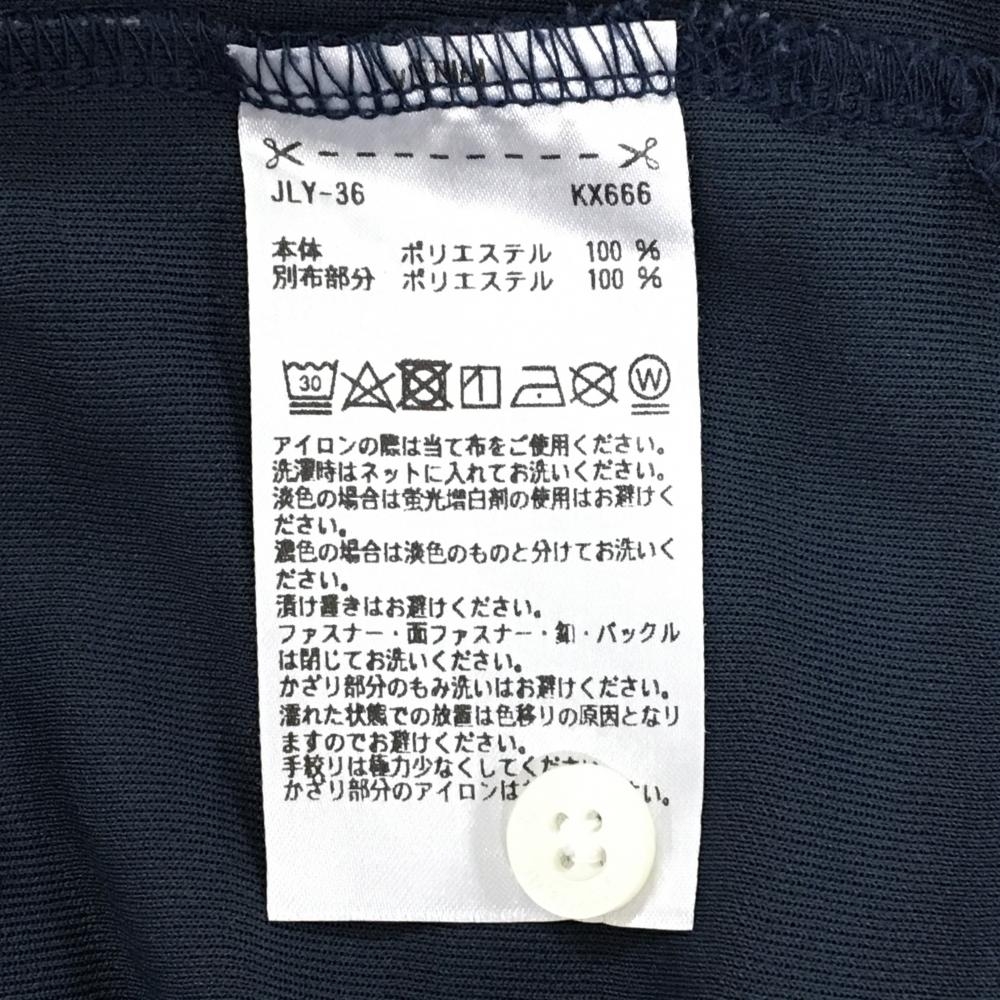 JLY-36 KX666
本体 ポリエステル 100 %
別布部分 ポリエステル 100 %
30
W
アイロンの際は当て布をご使用ください。
洗濯時はネットに入れてお洗いください。
淡色の場合は蛍光増白剤の使用はお避けく
ださい。
濃色の場合は淡色のものと分けてお洗いく
ださい。
漬け置きはお避けください。
ファスナー・面ファスナー・釦・バックル
は閉じてお洗いください。
かざり部分のもみ洗いはお避けください。
濡れた状態での放置は色移りの原因となり
ますのでお避けください。
手絞りは極力少なくしてくだ
かざり部分のアイロンは い。